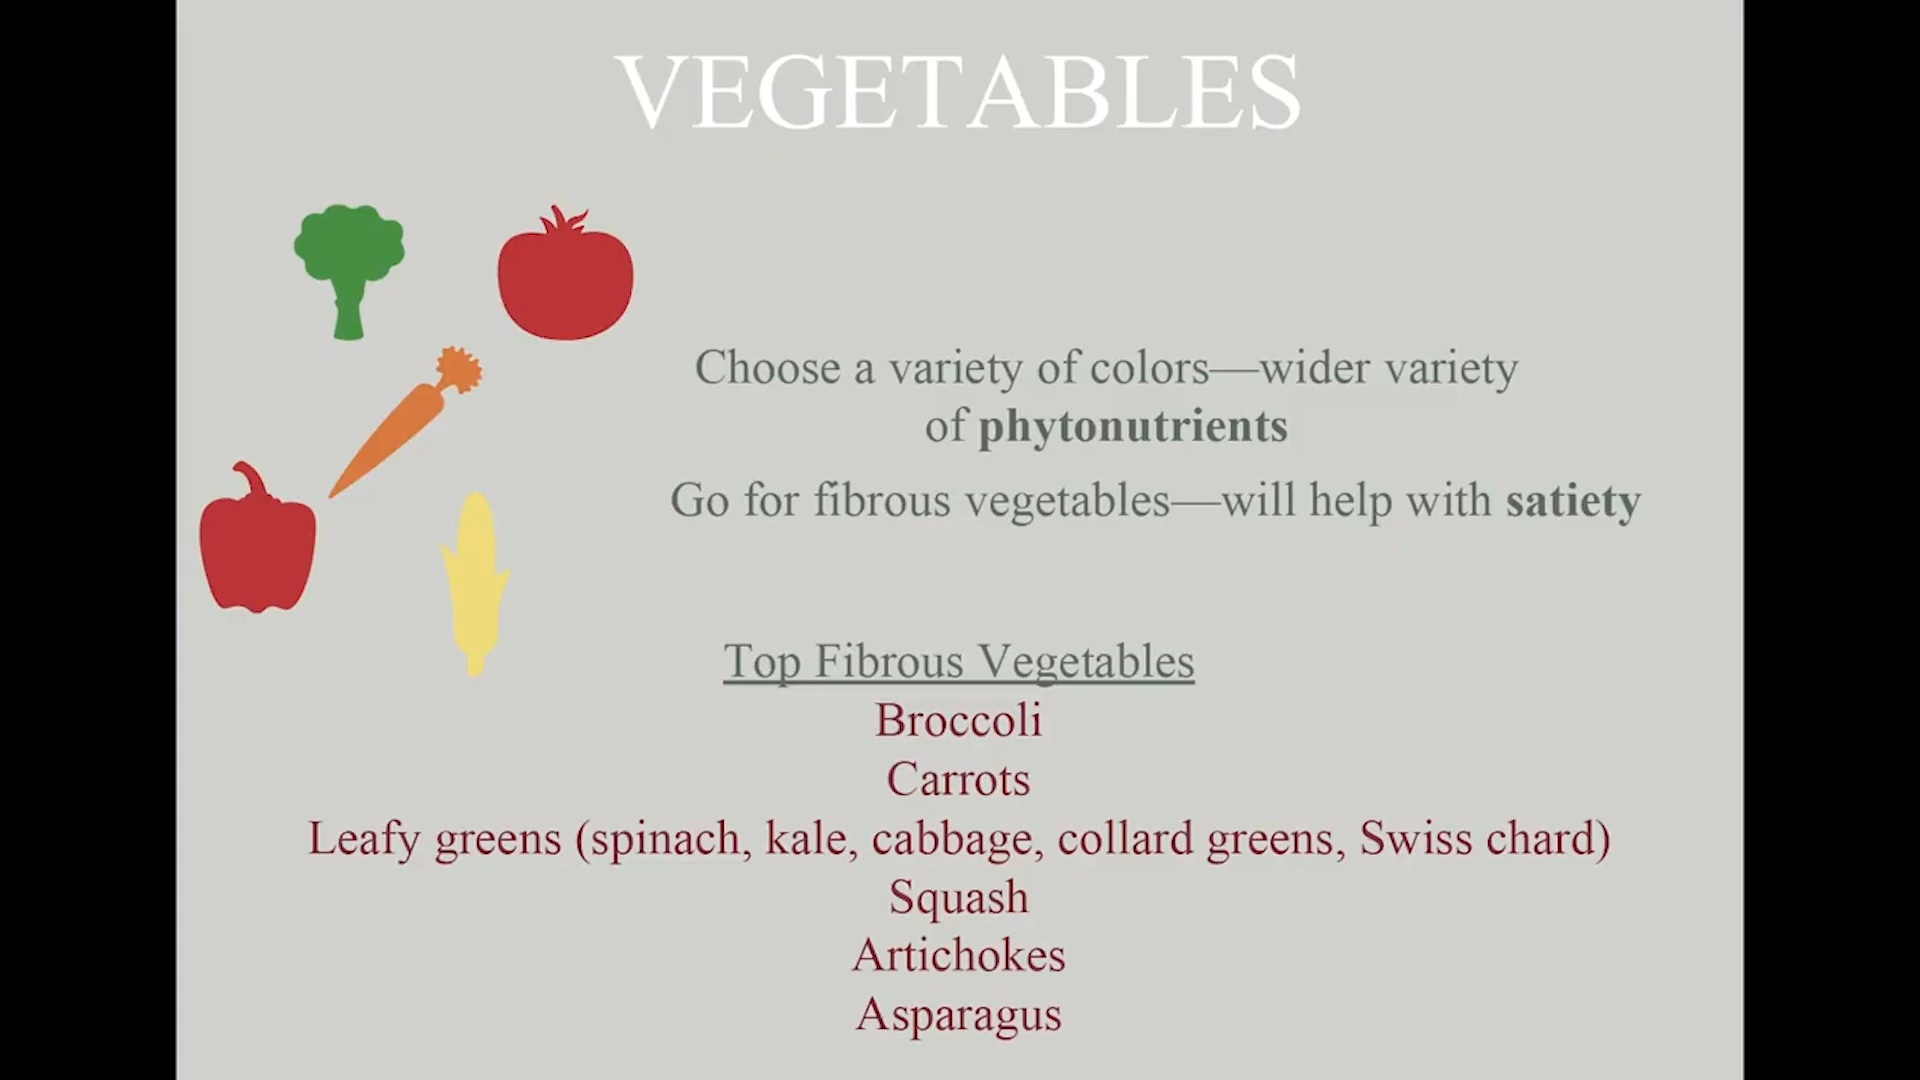 VEGETABLES
Choose a variety of colors—wider variety
of phytonutrients
Go for fibrous vegetables—will help with satiety
Top Fibrous Vegetables
Broccoli
Carrots
Leafy greens (spinach, kale, cabbage, collard greens, Swiss chard)
Squash
Artichokes
Asparagus